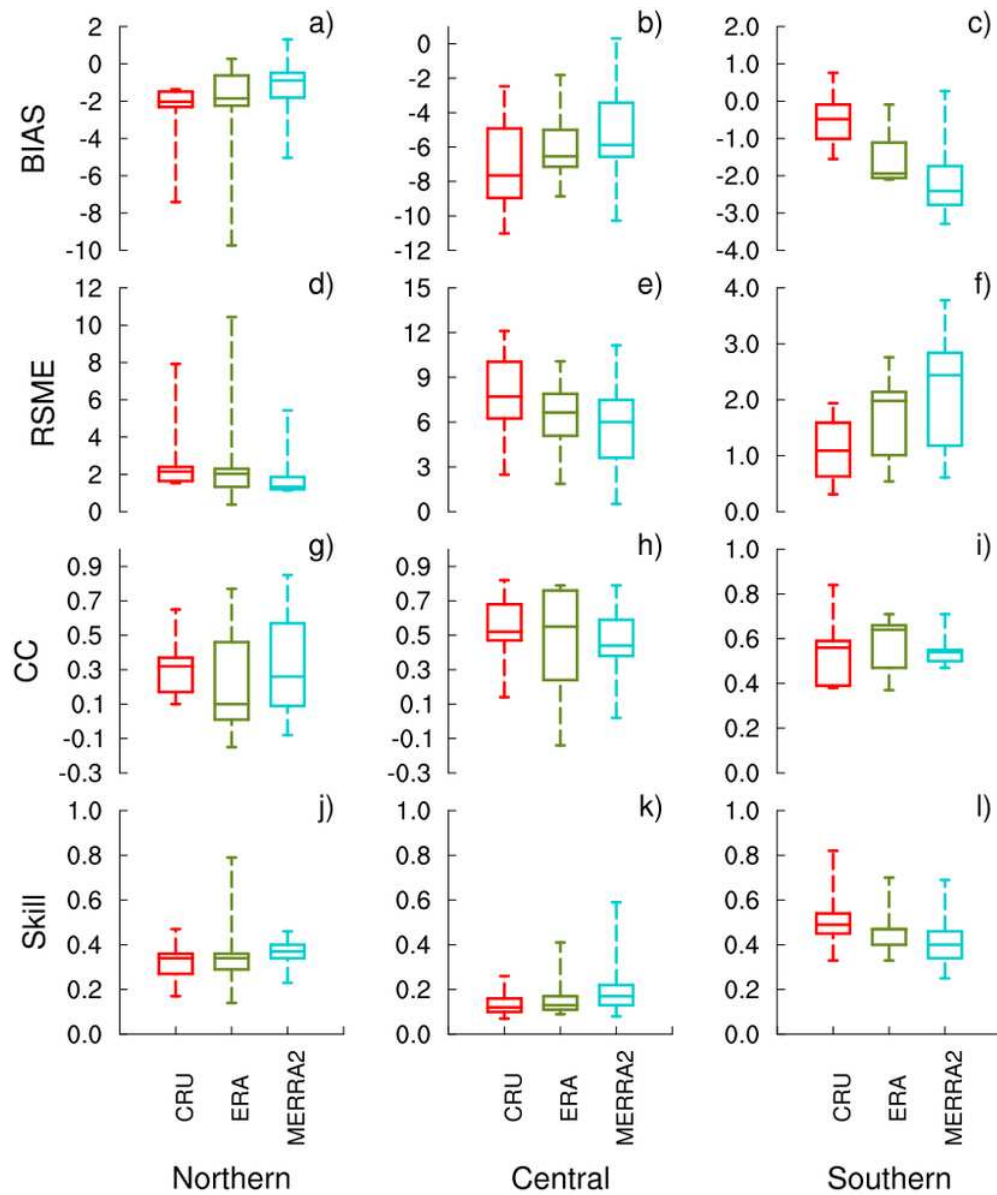 a) b) c)
2 0 2.0
0 -2 1.0
-2 -4 0.0
-4 -6 -1.0
-6 -8 -2.0
-8 -10 -3.0
-10 -12 -4.0
BIAS
d) e) f)
12 15 4.0
10 12 3.0
8 9 2.0
6 6 1.0
4 3 0.0
2 0
0
RSME
g) h) i)
0.9 0.9 1.0
0.7 0.7 0.8
0.5 0.5 0.6
0.3 0.3 0.4
0.1 0.1 0.2
-0.1 -0.1 0.0
-0.3 -0.3
CC
j) k) l)
1.0 1.0 1.0
0.8 0.8 0.8
0.6 0.6 0.6
0.4 0.4 0.4
0.2 0.2 0.2
0.0 0.0 0.0
Skill
CRU ERA MERRA2 CRU ERA MERRA2 CRU ERA MERRA2
Northern Central Southern